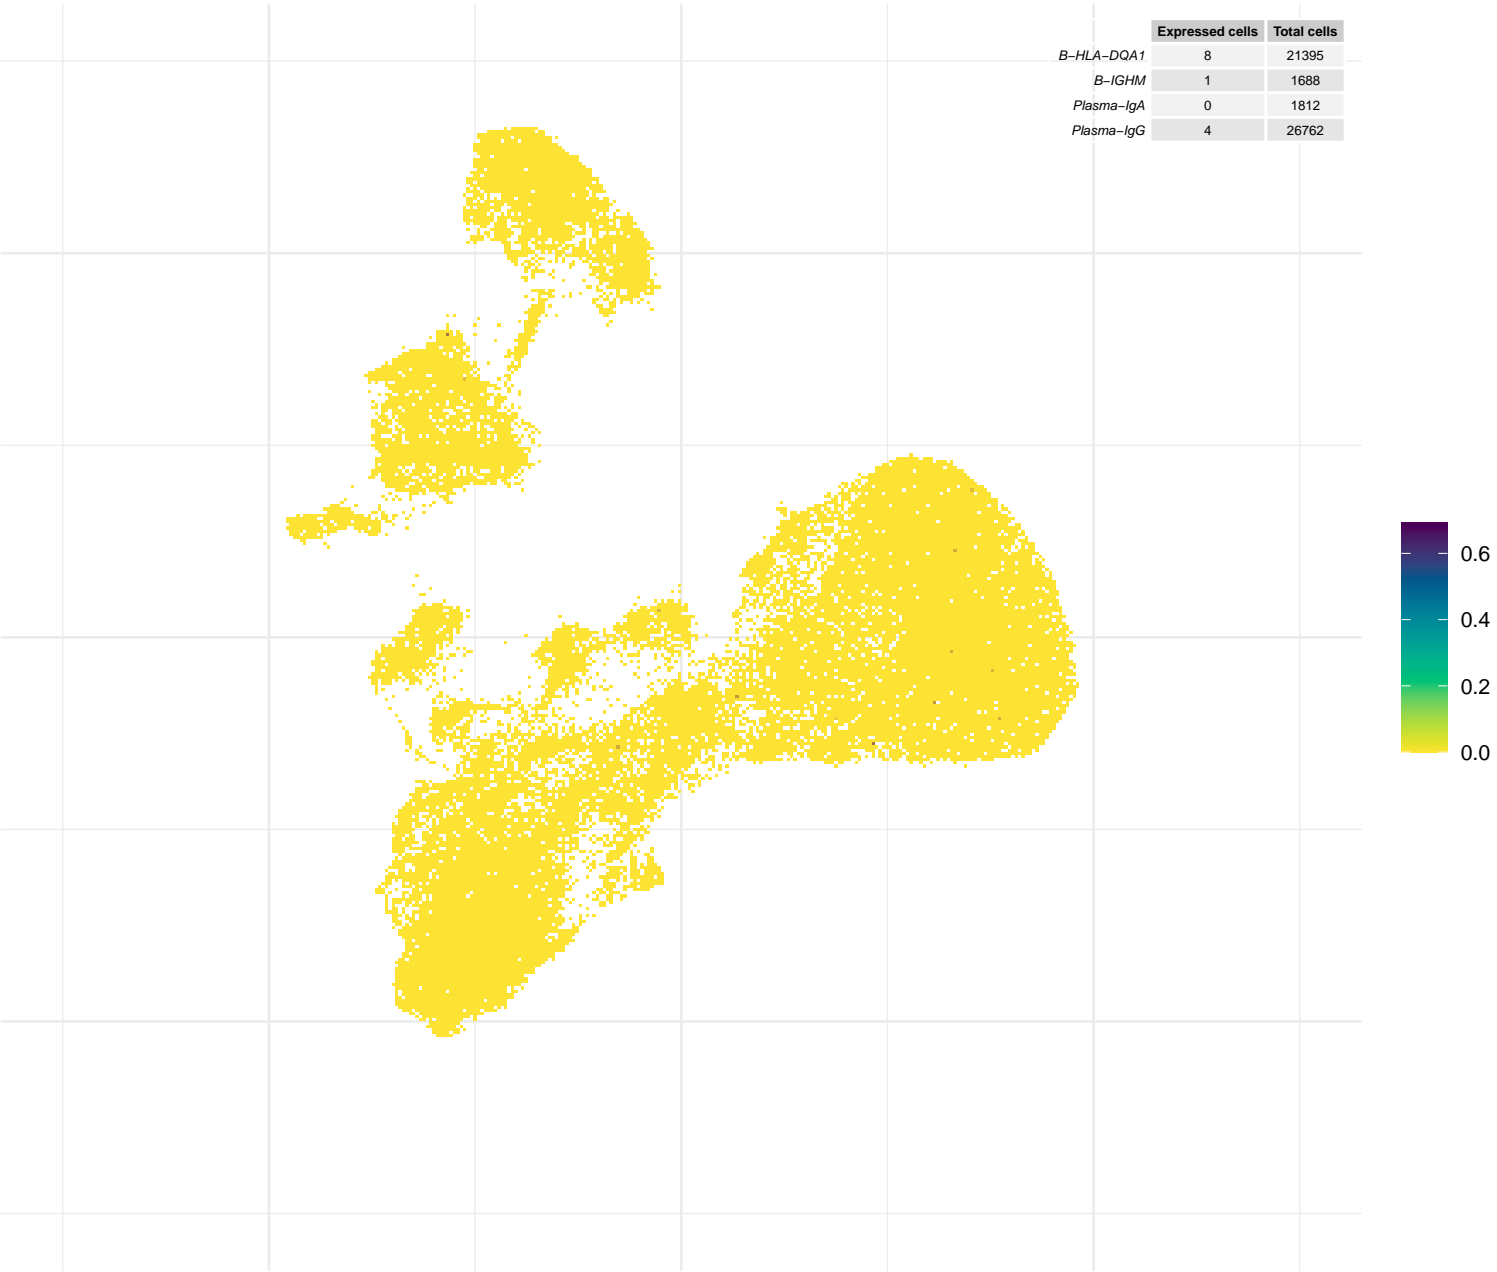 Expressed cells Total cells
B−HLA−DQA1 8 21395
B−IGHM 1 1688
Plasma−IgA 0 1812
Plasma−IgG 4 26762
0.6
0.4
0.2
0.0